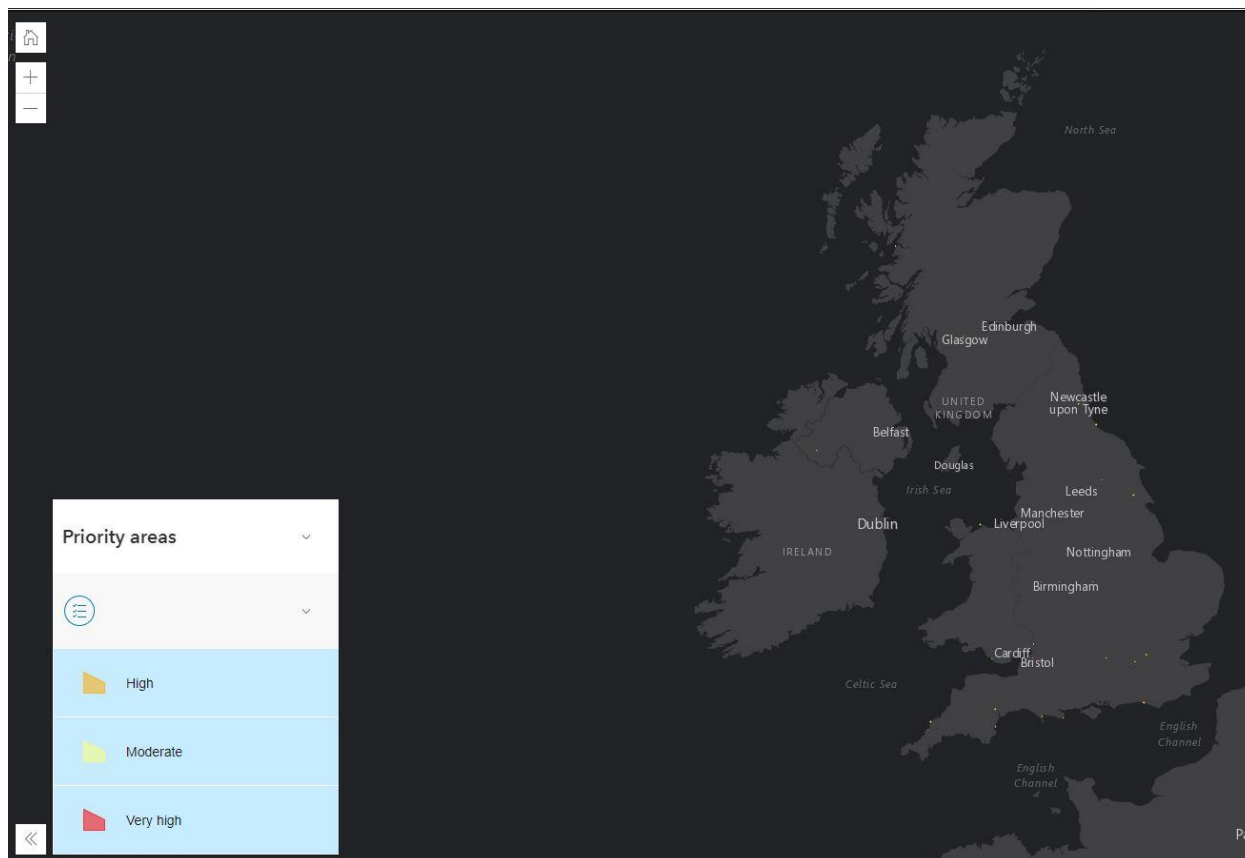 North Sea
Edinburgh
Glasgow
UNITED
KINGDOM
Newcastle
upon Tyne
Belfast
Douglas
Irish Sea
Leeds
Manchester
Liverpool
Dublin
IRELAND
Nottingham
Birmingham
Cardiff
Bristol
Celtic Sea
English
Channel
English
Channel
Priority areas
High
Moderate
Very high